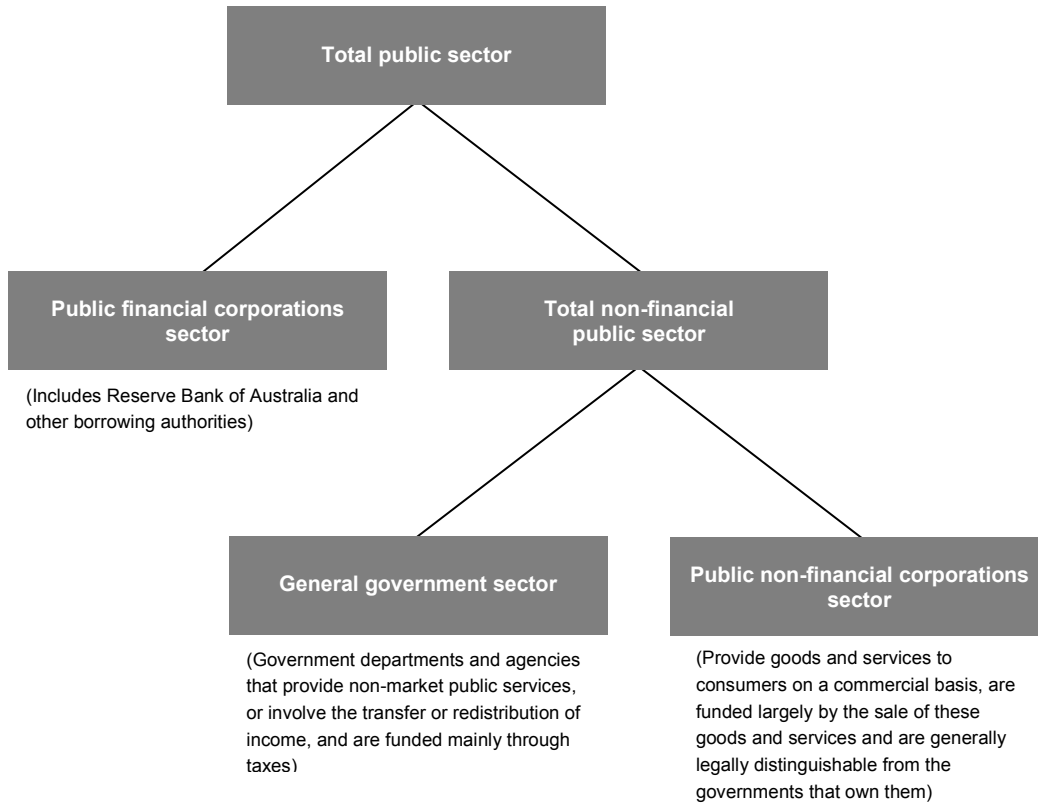 Total public sector
Public financial corporations
sector
(Includes Reserve Bank of Australia and
other borrowing authorities)
Total non-financial
public sector
General government sector
(Government departments and agencies
that provide non-market public services,
or involve the transfer or redistribution of
income, and are funded mainly through
taxes)
Public non-financial corporations
sector
(Provide goods and services to
consumers on a commercial basis, are
funded largely by the sale of these
goods and services and are generally
legally distinguishable from the
governments that own them)